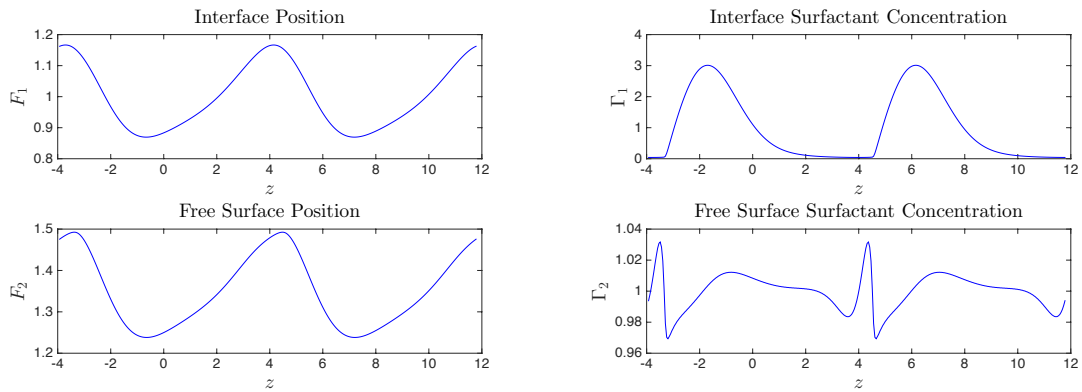 Interface Position
1.2
1.1
1
0.9
0.8
F1
-4 -2 0 2 4 6 8 10 12
z
Interface Surfactant Concentration
4
3
2
1
0
Γ1
-4 -2 0 2 4 6 8 10 12
z
Free Surface Position
1.5
1.4
1.3
1.2
F2
-4 -2 0 2 4 6 8 10 12
z
Free Surface Surfactant Concentration
1.04
1.02
1
0.98
0.96
Γ2
-4 -2 0 2 4 6 8 10 12
z